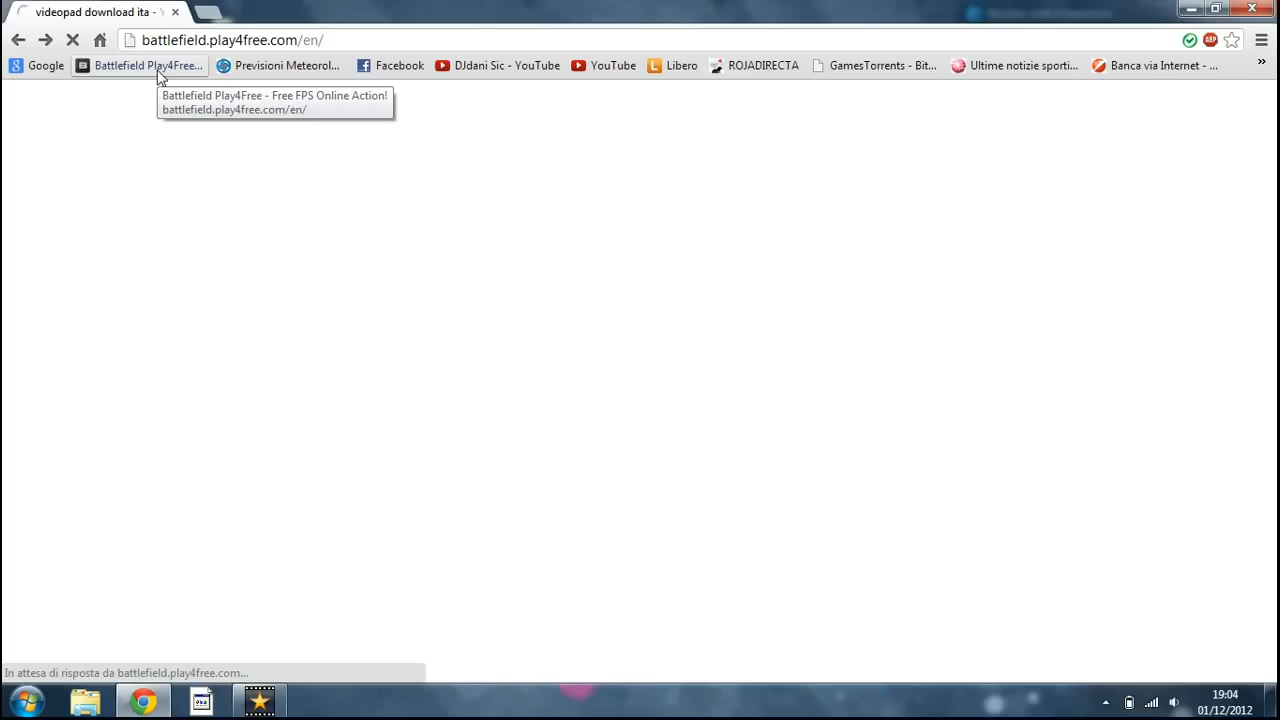 videopad download ita -
battlefield.play4free.com/en/
ABP
Google Battlefield Play4Free... Previsioni Meteorol... Facebook DJdani Sic - YouTube YouTube Libero ROJADIRECTA GamesTorrents - Bit... Ultime notizie sporti... Banca via Internet - ... »
Battlefield Play4Free - Free FPS Online Action!
battlefield.play4free.com/en/
In attesa di risposta da battlefield.play4free.com...
19:04
01/12/2012